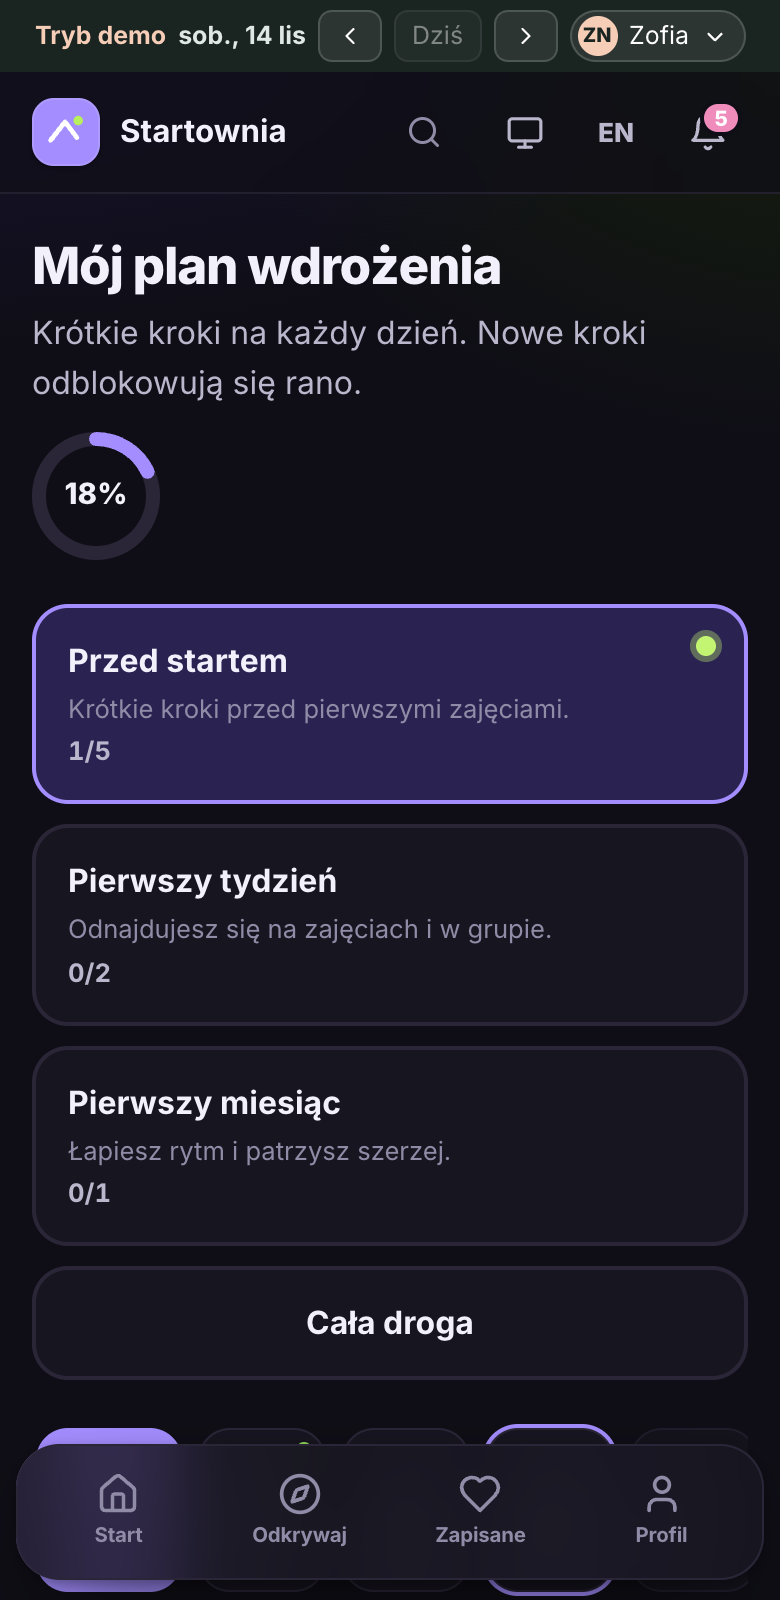 Tryb demo sob., 14 lis Dziś ZN Zofia
Startownia EN 5
Mój plan wdrożenia
Krótkie kroki na każdy dzień. Nowe kroki
odblokowują się rano.
18%
Przed startem
Krótkie kroki przed pierwszymi zajęciami.
1/5
Pierwszy tydzień
Odnajdujesz się na zajęciach i w grupie.
0/2
Pierwszy miesiąc
Łapiesz rytm i patrzysz szerzej.
0/1
Cała droga
Start Odkrywaj Zapisane Profil